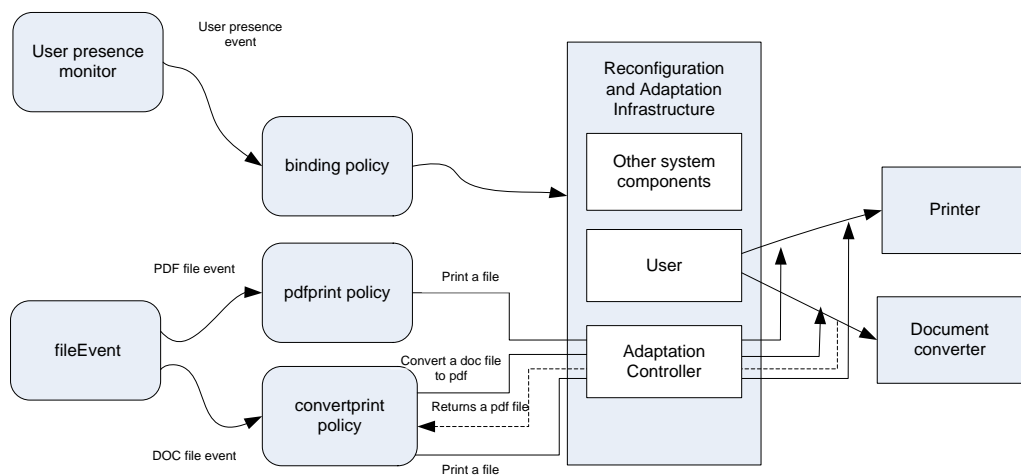 User presence
monitor
User presence
event
binding policy
Reconfiguration
and Adaptation
Infrastructure
Other system
components
User
Adaptation
Controller
Printer
Document
converter
fileEvent
PDF file event
pdfprint policy
Print a file
Convert a doc file
to pdf
convertprint
policy
Returns a pdf file
DOC file event
Print a file